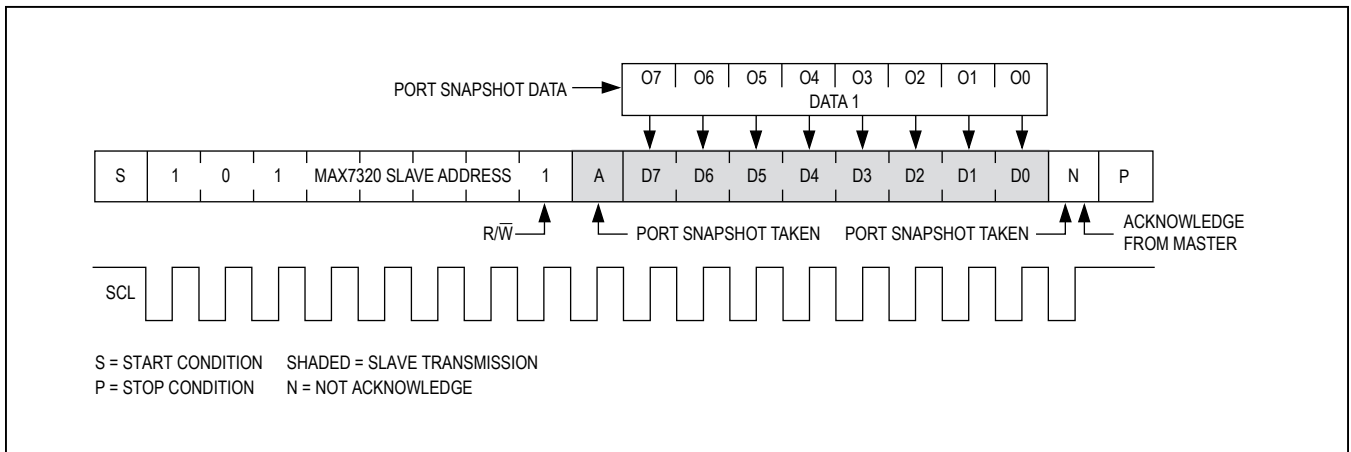 O7 O6 O5 O4 O3 O2 O1 O0
PORT SNAPSHOT DATA
DATA 1
S 1 0 1 MAX7320 SLAVE ADDRESS 1 A D7 D6 D5 D4 D3 D2 D1 D0 N P
R/W̅ PORT SNAPSHOT TAKEN PORT SNAPSHOT TAKEN ACKNOWLEDGE
FROM MASTER
SCL
S = START CONDITION SHADED = SLAVE TRANSMISSION
P = STOP CONDITION N = NOT ACKNOWLEDGE